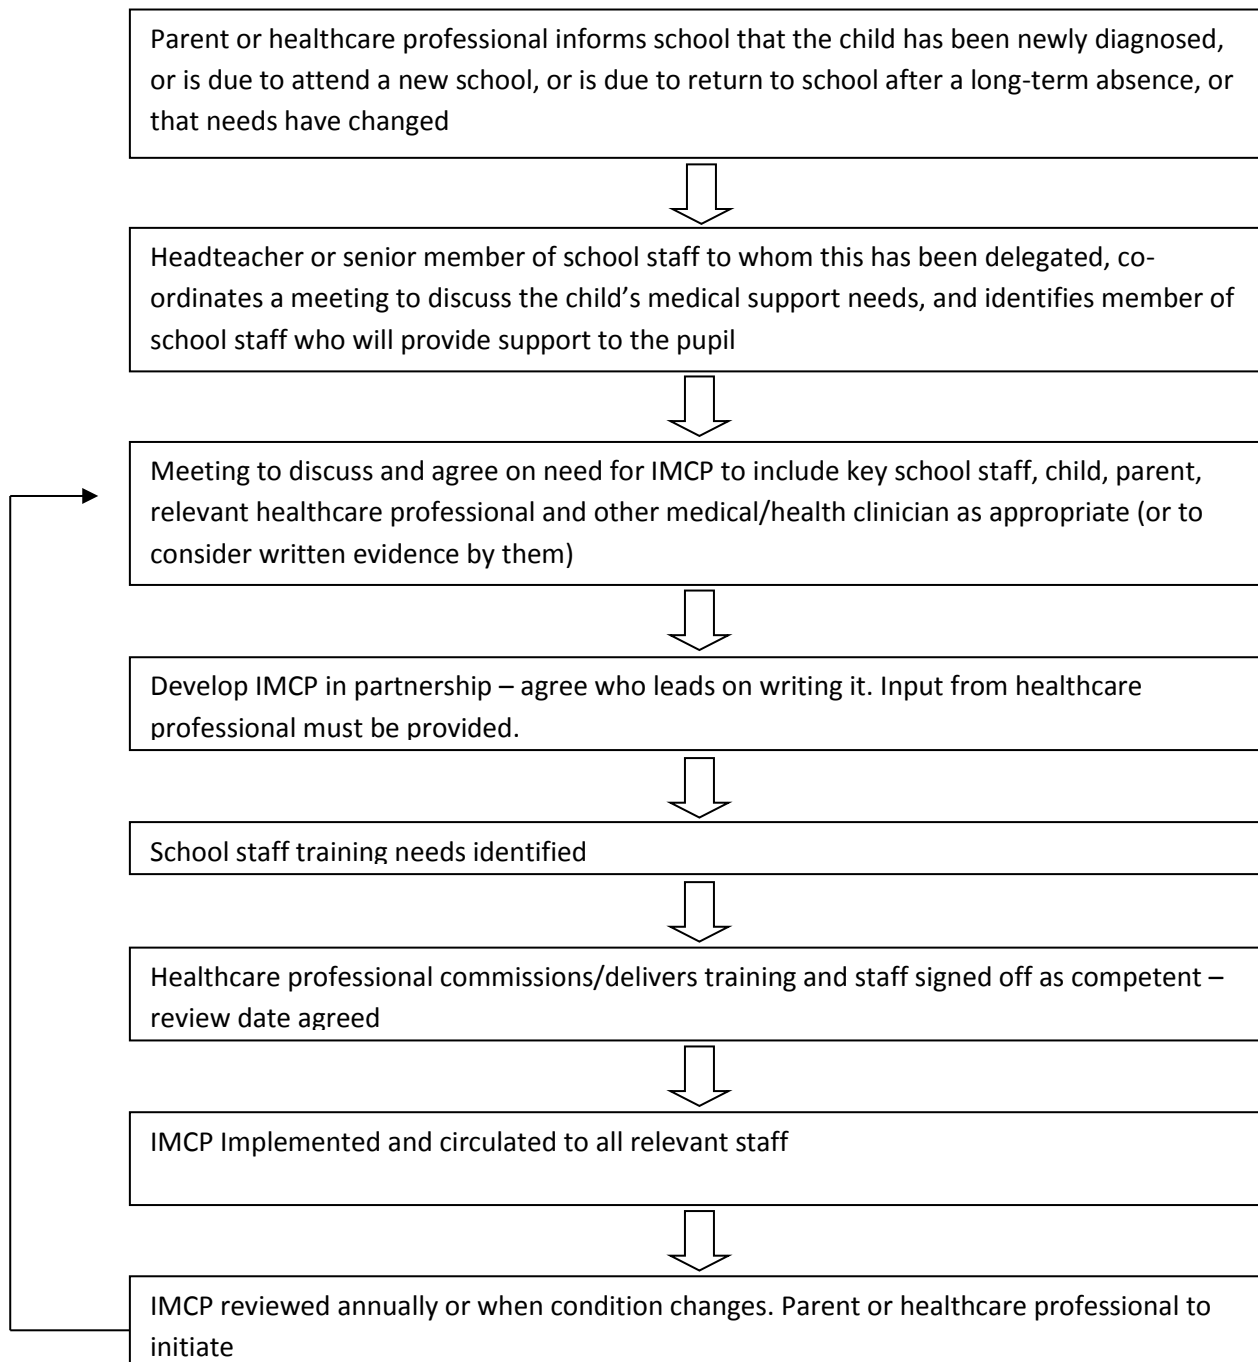 Parent or healthcare professional informs school that the child has been newly diagnosed,
or is due to attend a new school, or is due to return to school after a long-term absence, or
that needs have changed
Headteacher or senior member of school staff to whom this has been delegated, co-
ordinates a meeting to discuss the child’s medical support needs, and identifies member of
school staff who will provide support to the pupil
Meeting to discuss and agree on need for IMCP to include key school staff, child, parent,
relevant healthcare professional and other medical/health clinician as appropriate (or to
consider written evidence by them)
Develop IMCP in partnership – agree who leads on writing it. Input from healthcare
professional must be provided.
School staff training needs identified
Healthcare professional commissions/delivers training and staff signed off as competent –
review date agreed
IMCP Implemented and circulated to all relevant staff
IMCP reviewed annually or when condition changes. Parent or healthcare professional to
initiate